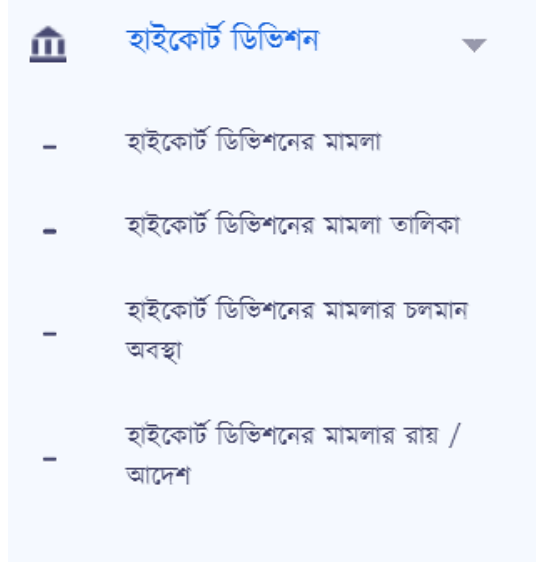 হাইকোর্ট ডিভিশন
হাইকোর্ট ডিভিশনের মামলা
হাইকোর্ট ডিভিশনের মামলা তালিকা
হাইকোর্ট ডিভিশনের মামলার চলমান
অবস্থা
হাইকোর্ট ডিভিশনের মামলার রায় /
আদেশ